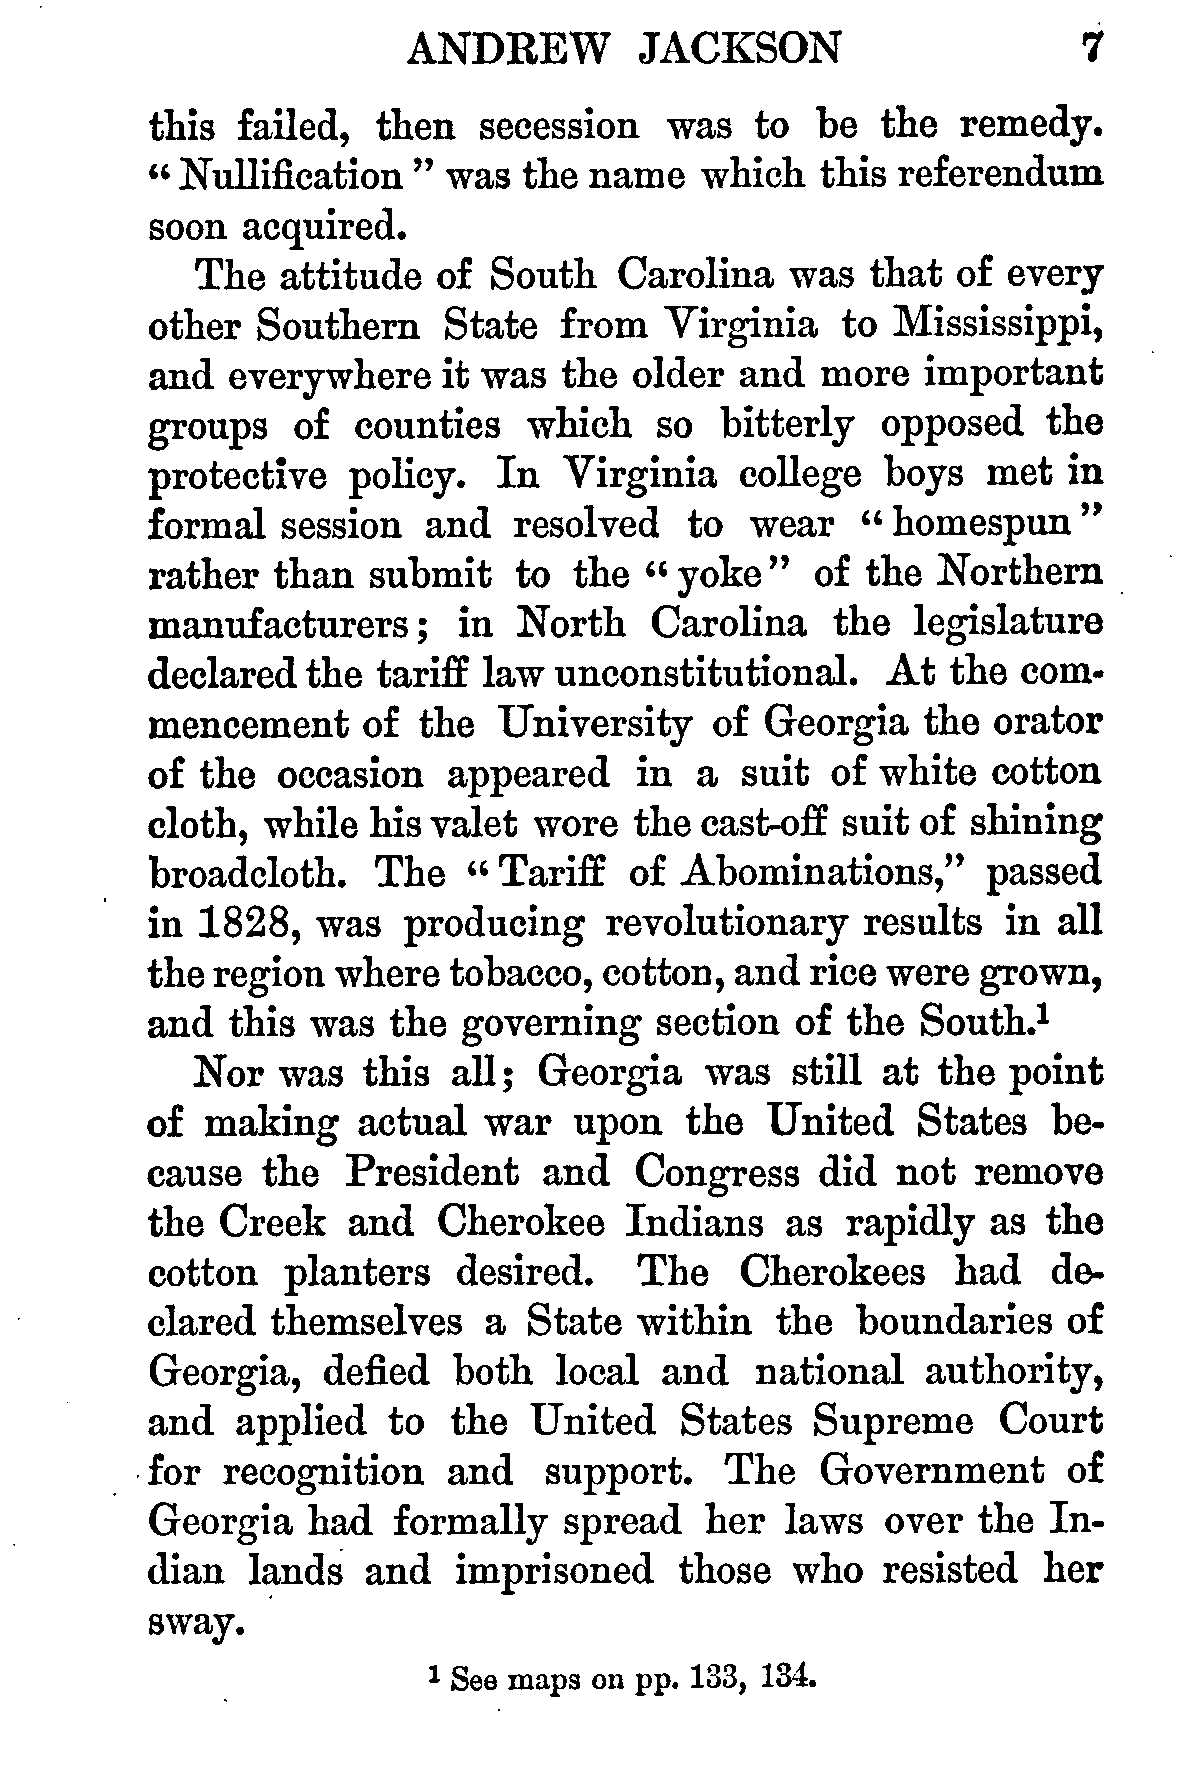 ANDREW JACKSON 7
this failed, then secession was to be the remedy.
“Nullification” was the name which this referendum
soon acquired.
The attitude of South Carolina was that of every
other Southern State from Virginia to Mississippi,
and everywhere it was the older and more important
groups of counties which so bitterly opposed the
protective policy. In Virginia college boys met in
formal session and resolved to wear “homespun”
rather than submit to the “yoke” of the Northern
manufacturers; in North Carolina the legislature
declared the tariff law unconstitutional. At the com-
mencement of the University of Georgia the orator
of the occasion appeared in a suit of white cotton
cloth, while his valet wore the cast-off suit of shining
broadcloth. The “Tariff of Abominations,” passed
in 1828, was producing revolutionary results in all
the region where tobacco, cotton, and rice were grown,
and this was the governing section of the South.¹
Nor was this all; Georgia was still at the point
of making actual war upon the United States be-
cause the President and Congress did not remove
the Creek and Cherokee Indians as rapidly as the
cotton planters desired. The Cherokees had de-
clared themselves a State within the boundaries of
Georgia, defied both local and national authority,
and applied to the United States Supreme Court
for recognition and support. The Government of
Georgia had formally spread her laws over the In-
dian lands and imprisoned those who resisted her
sway.
¹ See maps on pp. 133, 134.